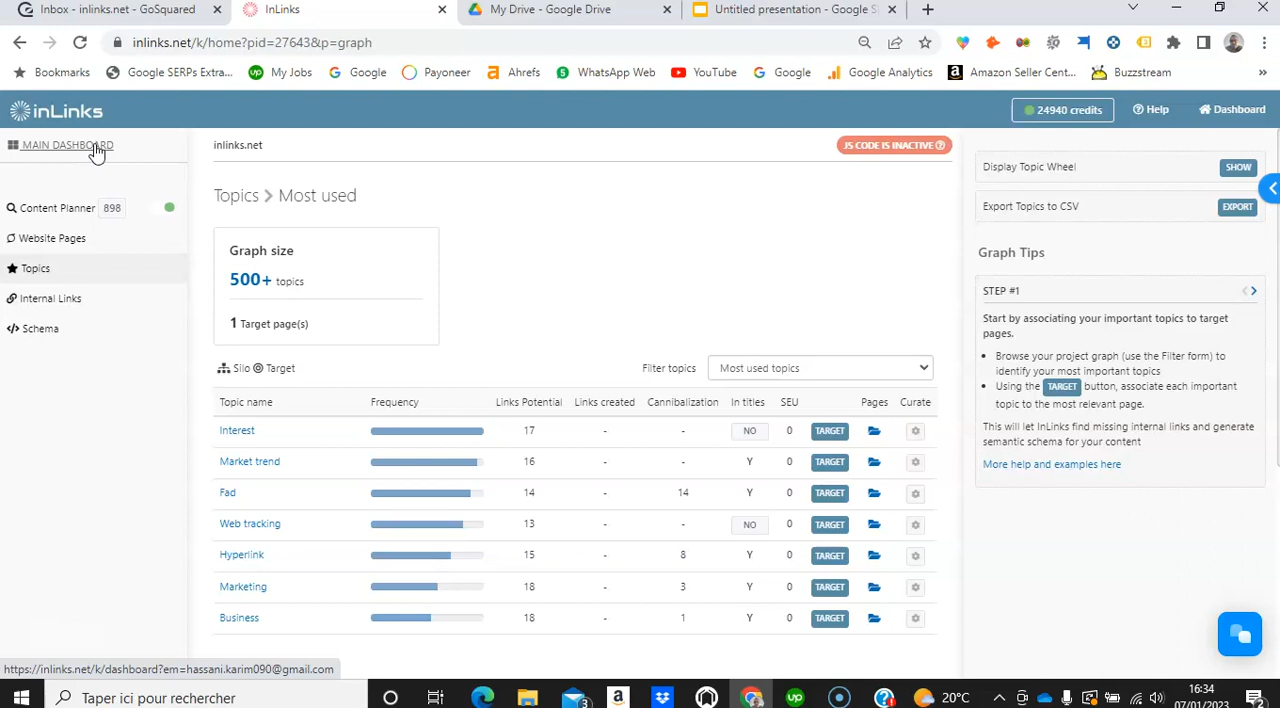 Inbox - inlinks.net - GoSquared
InLinks
My Drive - Google Drive
Untitled presentation - Google S
inlinks.net/k/home?pid=27643&p=graph
Bookmarks
Google SERPs Extra...
My Jobs
Google
Payoneer
Ahrefs
WhatsApp Web
YouTube
Google
Google Analytics
Amazon Seller Cent...
Buzzstream
inLinks
24940 credits
Help
Dashboard
MAIN DASHBOARD
Content Planner 898
Website Pages
Topics
Internal Links
Schema
inlinks.net
JS CODE IS INACTIVE
Topics > Most used
Graph size
500+ topics
1 Target page(s)
Silo Target
Filter topics Most used topics
Topic name Frequency Links Potential Links created Cannibalization In titles SEU Pages Curate
Interest 17 - - NO 0 TARGET
Market trend 16 - - Y 0 TARGET
Fad 14 - 14 Y 0 TARGET
Web tracking 13 - - NO 0 TARGET
Hyperlink 15 - 8 Y 0 TARGET
Marketing 18 - 3 Y 0 TARGET
Business 18 - 1 Y 0 TARGET
Display Topic Wheel SHOW
Export Topics to CSV EXPORT
Graph Tips
STEP #1
Start by associating your important topics to target
pages.
Browse your project graph (use the Filter form) to
identify your most important topics
Using the TARGET button, associate each important
topic to the most relevant page.
This will let InLinks find missing internal links and generate
semantic schema for your content
More help and examples here
https://inlinks.net/k/dashboard?em=hassani.karim090@gmail.com
Taper ici pour rechercher
3
20°C
16:34
07/01/2023
2